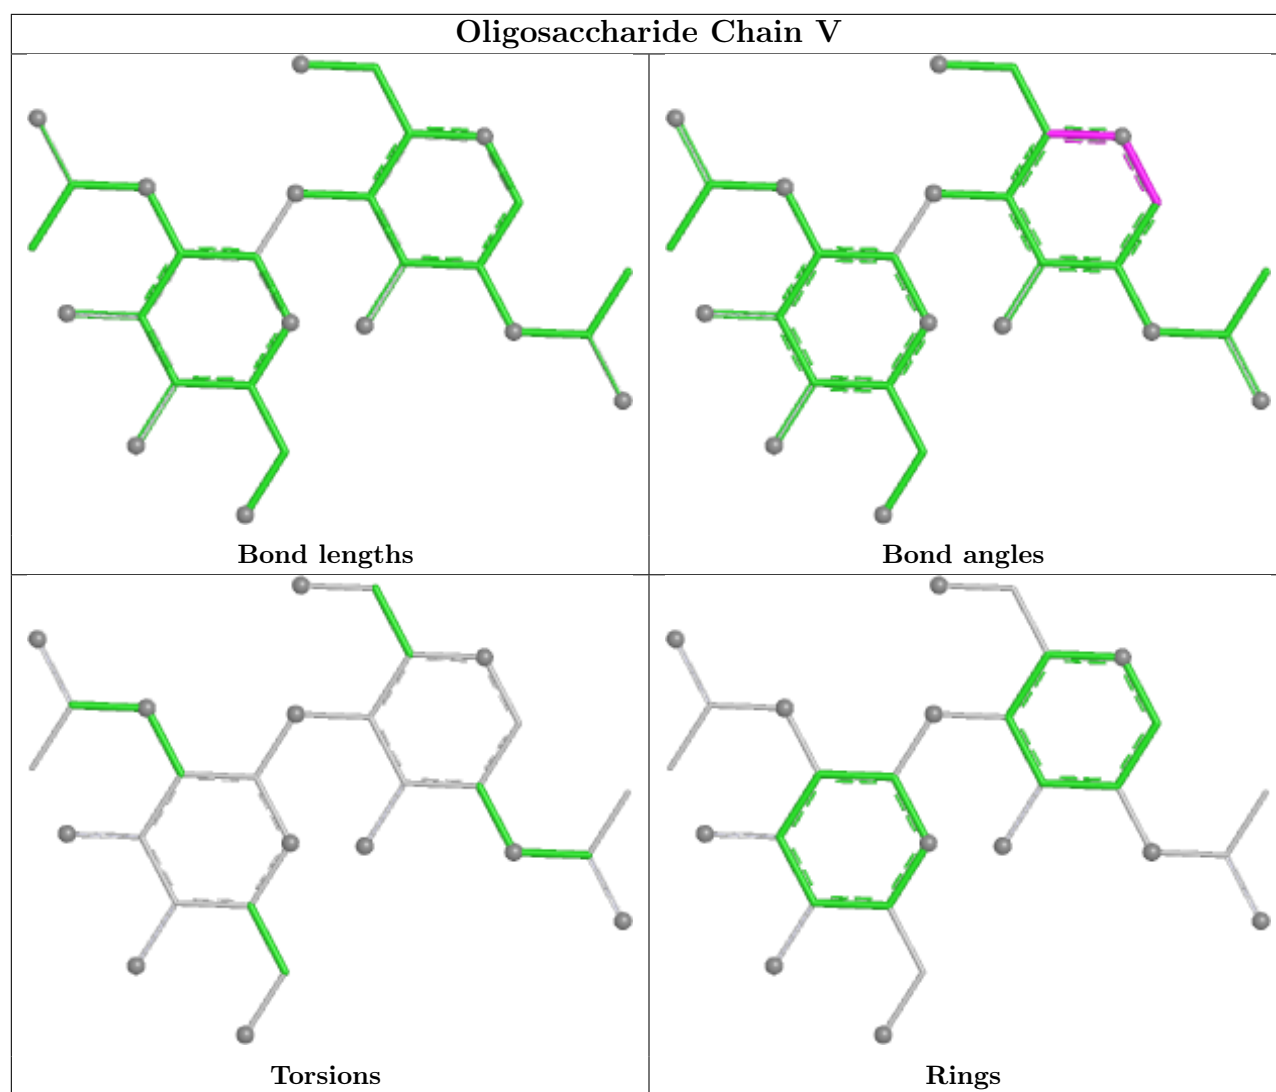 Oligosaccharide Chain V
Bond lengths
Bond angles
Torsions
Rings